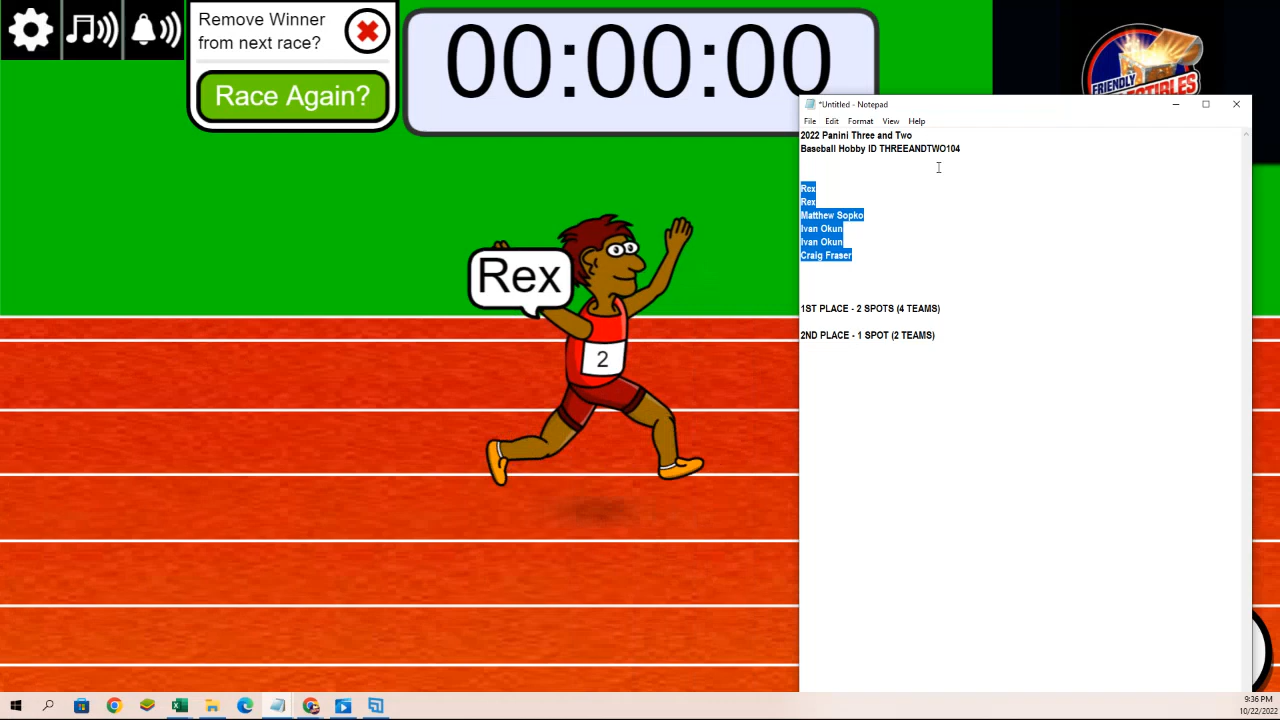 Remove Winner
from next race?
Race Again?
00:00:00
FRIENDLY
*Untitled - Notepad
File Edit Format View Help
2022 Panini Three and Two
Baseball Hobby ID THREEANDTWO104
Rex
Rex
Matthew Sopko
Ivan Okun
Ivan Okun
Craig Fraser
1ST PLACE - 2 SPOTS (4 TEAMS)
2ND PLACE - 1 SPOT (2 TEAMS)
Rex
2
9:36 PM
10/22/2022